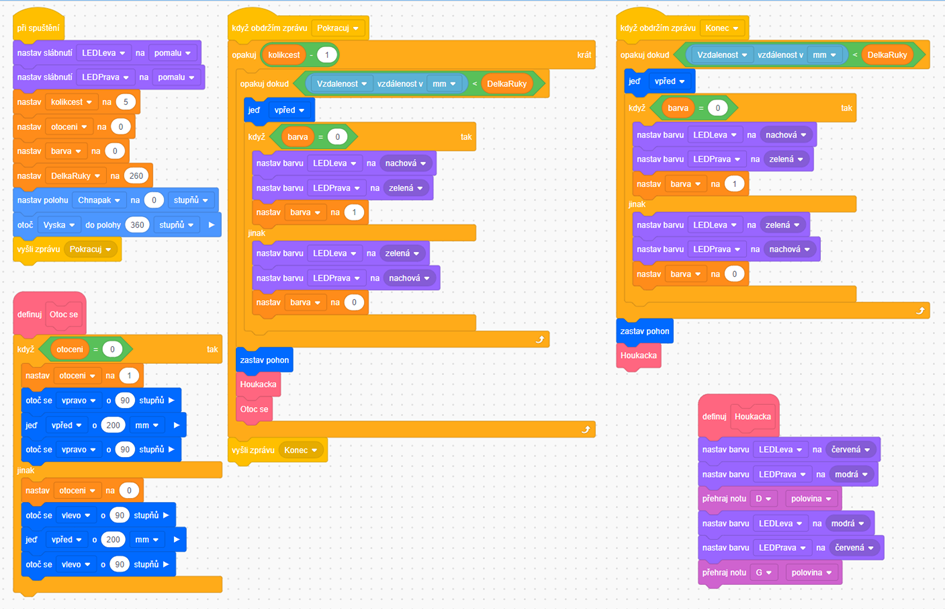 při spuštění
nastav slábnutí LEDLeva na pomalu
nastav slábnutí LEDPrava na pomalu
nastav kolikcest na 5
nastav otoceni na 0
nastav barva na 0
nastav DelkaRuky na 260
nastav polohu Chnapak na 0 stupňů
otoč Vyska do polohy 360 stupňů
vyšli zprávu Pokracuj
definuj Otoc se
když otoceni = 0 tak
nastav otoceni na 1
otoč se vpravo o 90 stupňů
jeď vpřed o 200 mm
otoč se vpravo o 90 stupňů
jinak
nastav otoceni na 0
otoč se vlevo o 90 stupňů
jeď vpřed o 200 mm
otoč se vlevo o 90 stupňů
když obdržím zprávu Pokracuj
opakuj kolikcest - 1 krát
opakuj dokud Vzdalenost vzdálenost v mm < DelkaRuky
jeď vpřed
když barva = 0 tak
nastav barvu LEDLeva na nachová
nastav barvu LEDPrava na zelená
nastav barva na 1
jinak
nastav barvu LEDLeva na zelená
nastav barvu LEDPrava na nachová
nastav barva na 0
zastav pohon
Houkacka
Otoc se
vyšli zprávu Konec
když obdržím zprávu Konec
opakuj dokud Vzdalenost vzdálenost v mm < DelkaRuky
jeď vpřed
když barva = 0 tak
nastav barvu LEDLeva na nachová
nastav barvu LEDPrava na zelená
nastav barva na 1
jinak
nastav barvu LEDLeva na zelená
nastav barvu LEDPrava na nachová
nastav barva na 0
zastav pohon
Houkacka
definuj Houkacka
nastav barvu LEDLeva na červená
nastav barvu LEDPrava na modrá
přehraj notu D polovina
nastav barvu LEDLeva na modrá
nastav barvu LEDPrava na červená
přehraj notu G polovina